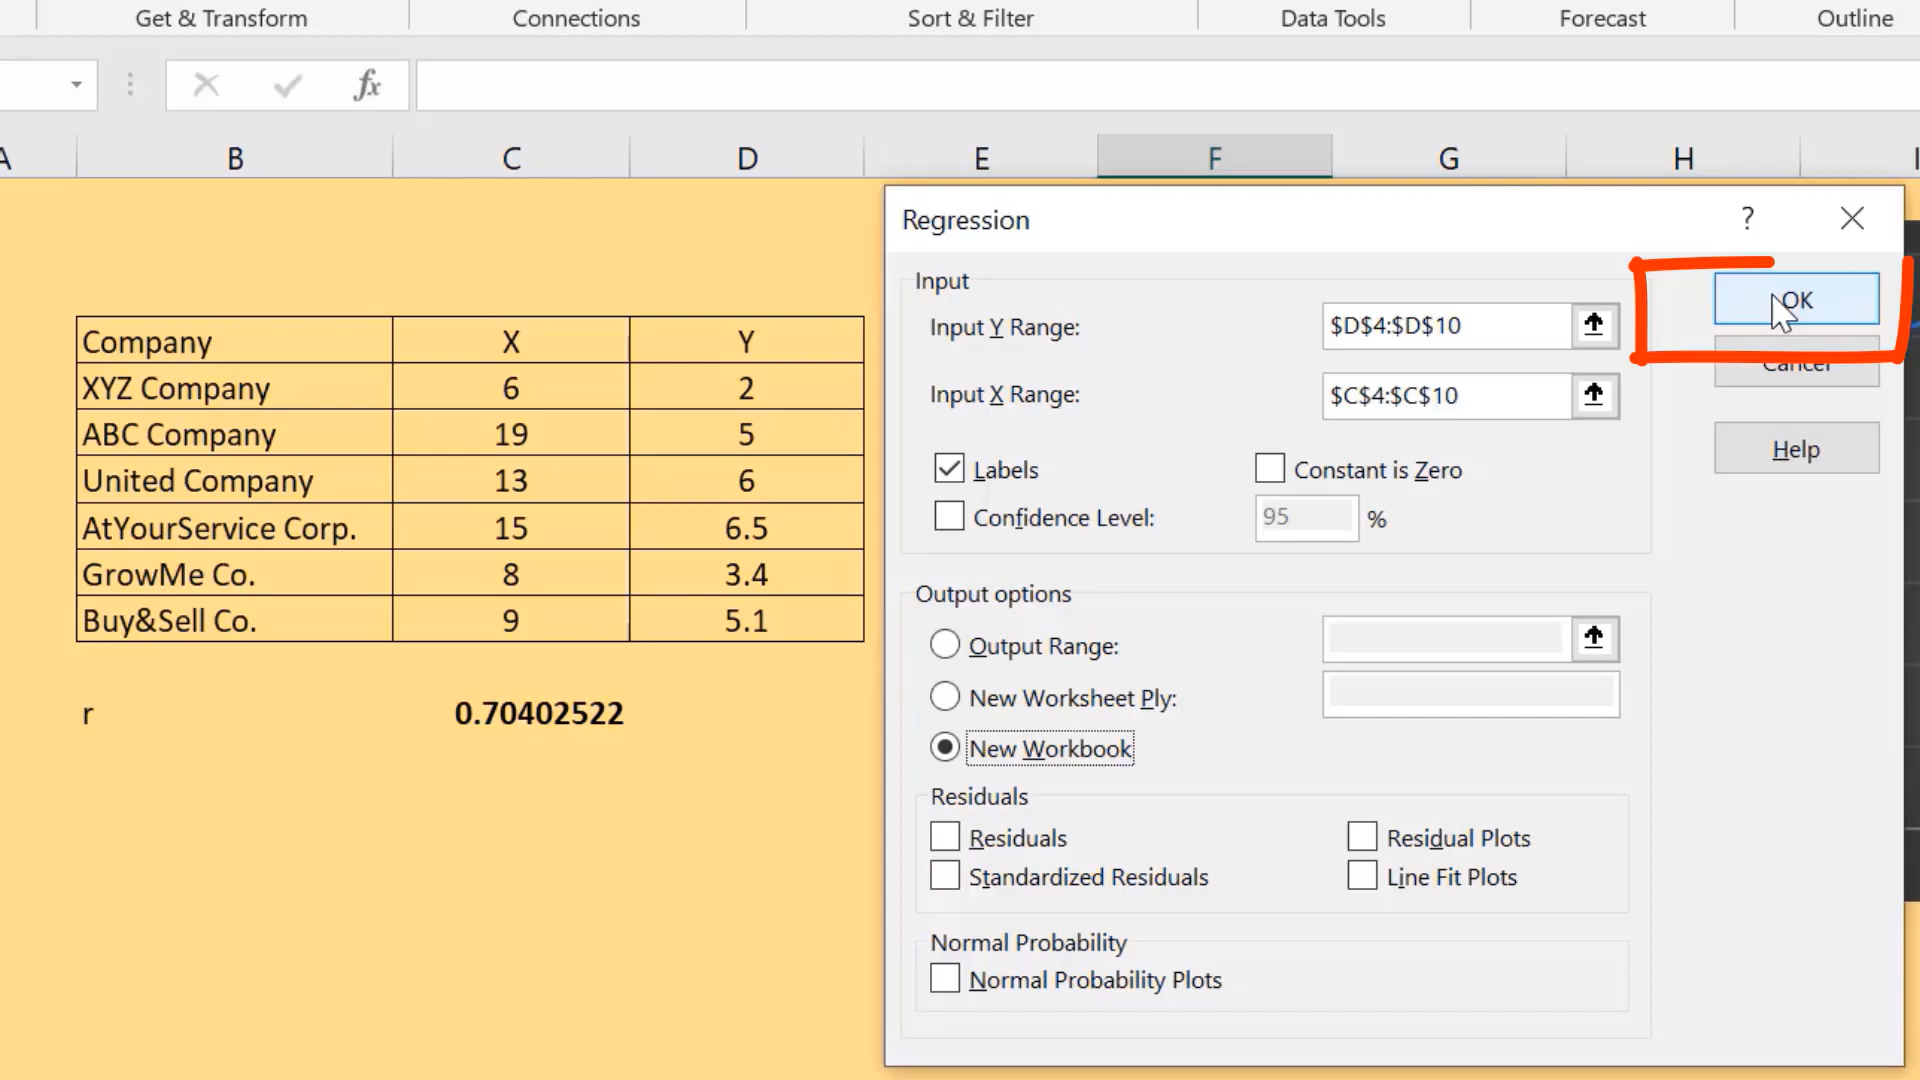 Get & Transform Connections Sort & Filter Data Tools Forecast Outline
fx
A B C D E F G H I
Company X Y
XYZ Company 6 2
ABC Company 19 5
United Company 13 6
AtYourService Corp. 15 6.5
GrowMe Co. 8 3.4
Buy&Sell Co. 9 5.1
r 0.70402522
Regression ?
Input
Input Y Range: $D$4:$D$10
Input X Range: $C$4:$C$10
Labels Constant is Zero
Confidence Level: 95 %
OK
Cancel
Help
Output options
Output Range:
New Worksheet Ply:
New Workbook
Residuals
Residuals Residual Plots
Standardized Residuals Line Fit Plots
Normal Probability
Normal Probability Plots